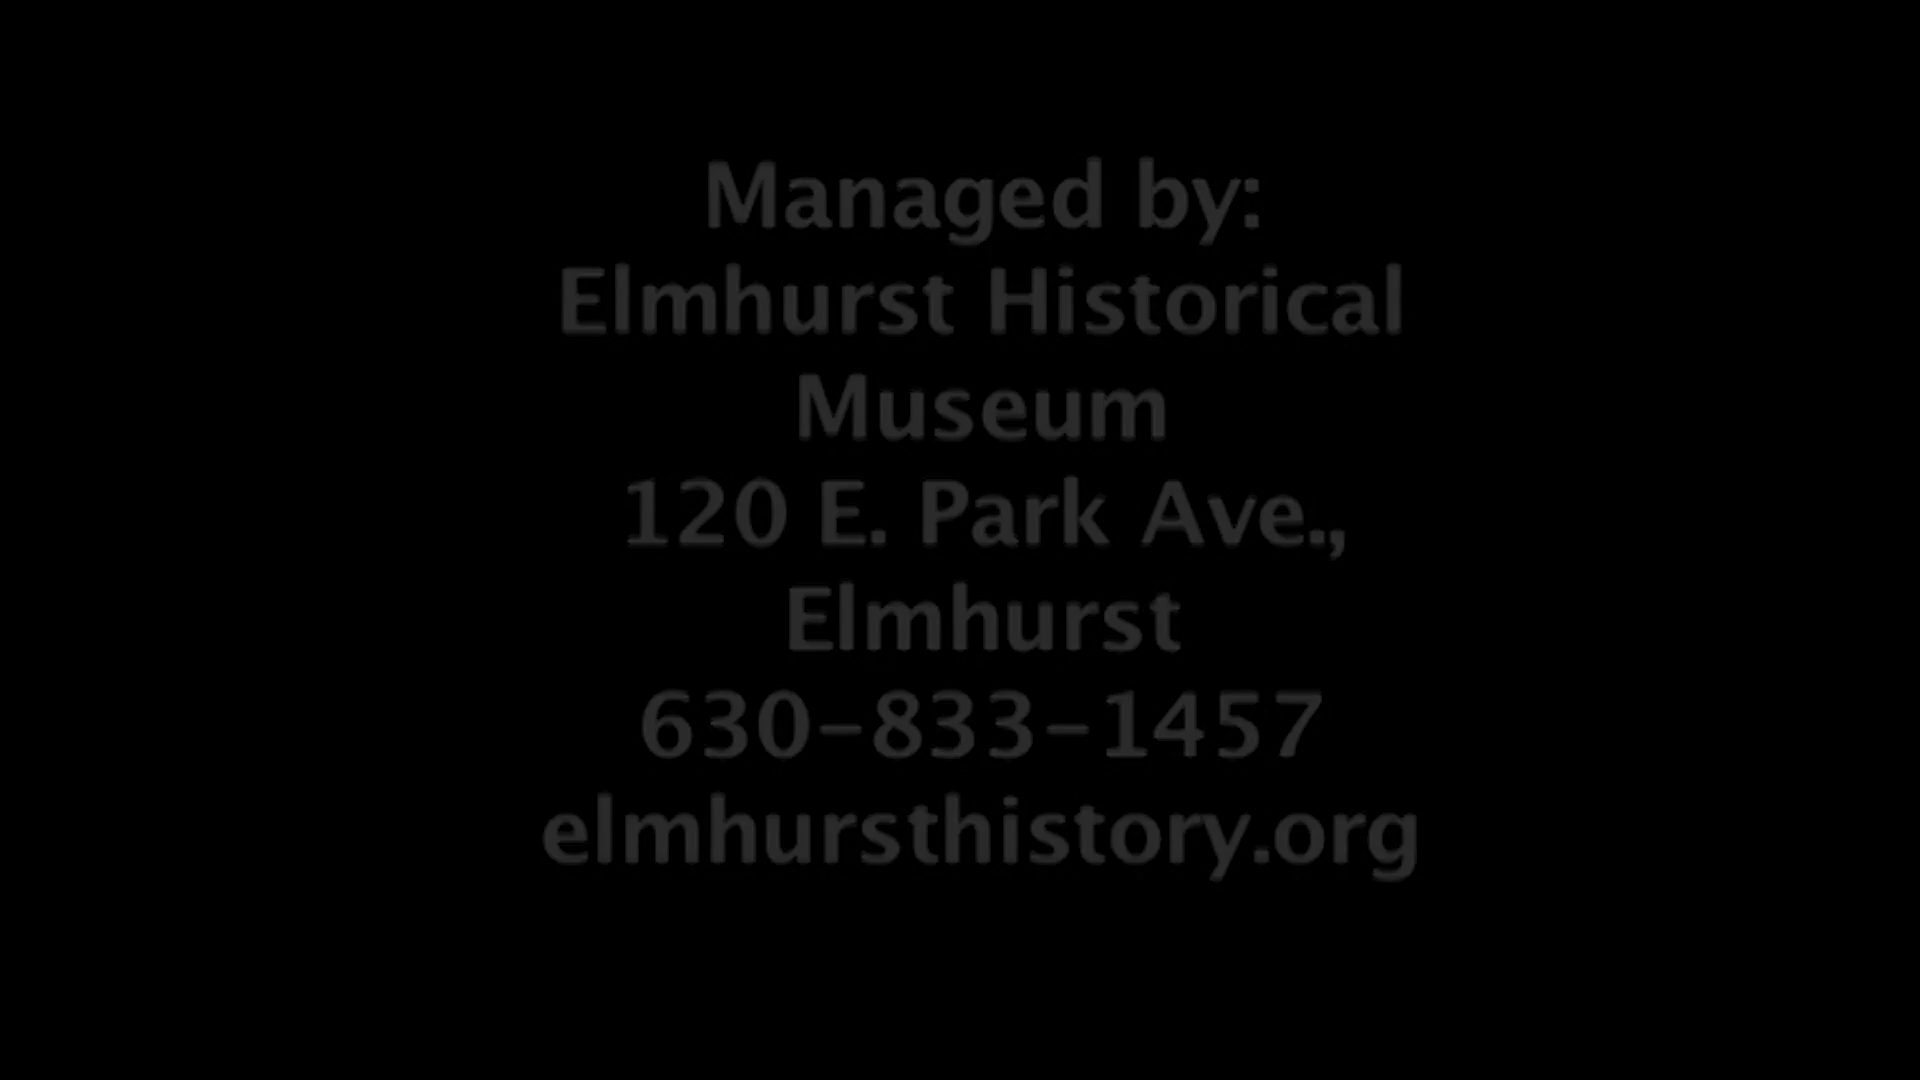 Managed by:
Elmhurst Historical
Museum
120 E. Park Ave.,
Elmhurst
630-833-1457
elmhursthistory.org